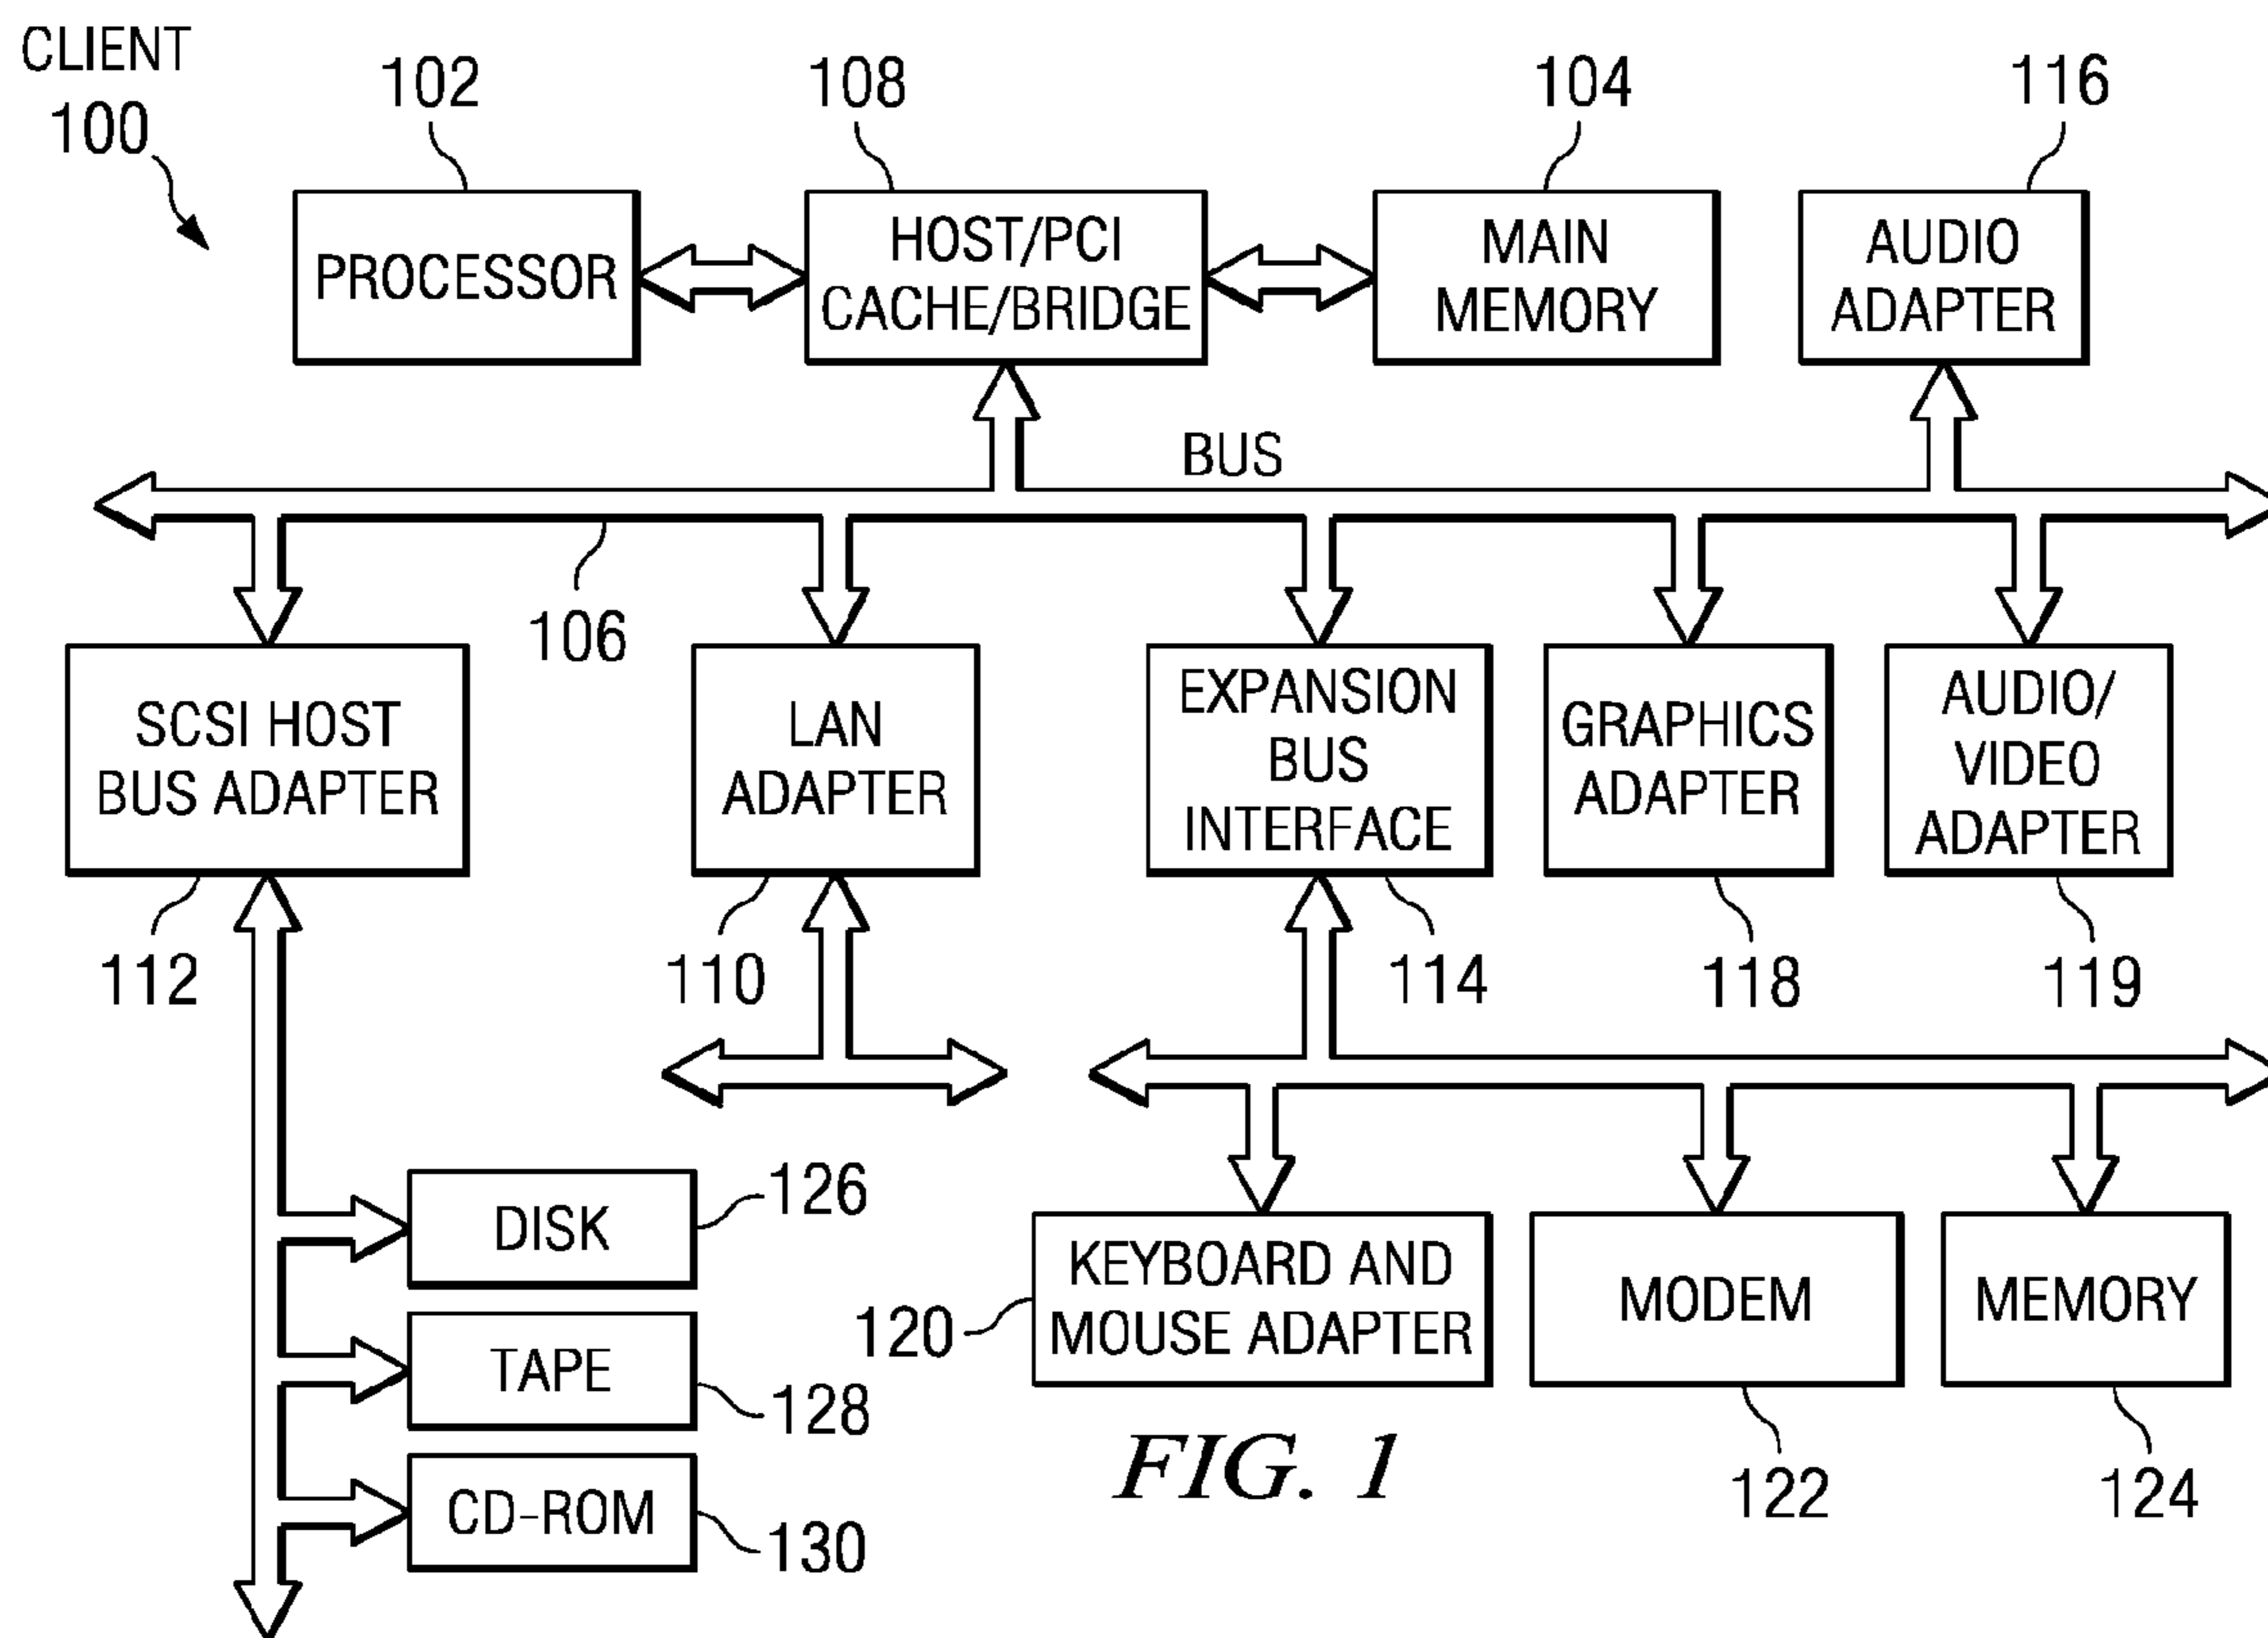 CLIENT
100
102
108
104
116
PROCESSOR
HOST/PCI
CACHE/BRIDGE
MAIN
MEMORY
AUDIO
ADAPTER
BUS
106
SCSI HOST
BUS ADAPTER
LAN
ADAPTER
EXPANSION
BUS
INTERFACE
GRAPHICS
ADAPTER
AUDIO/
VIDEO
ADAPTER
112
110
114
118
119
DISK
126
TAPE
128
CD-ROM
130
120
KEYBOARD AND
MOUSE ADAPTER
MODEM
MEMORY
122
124
FIG. 1